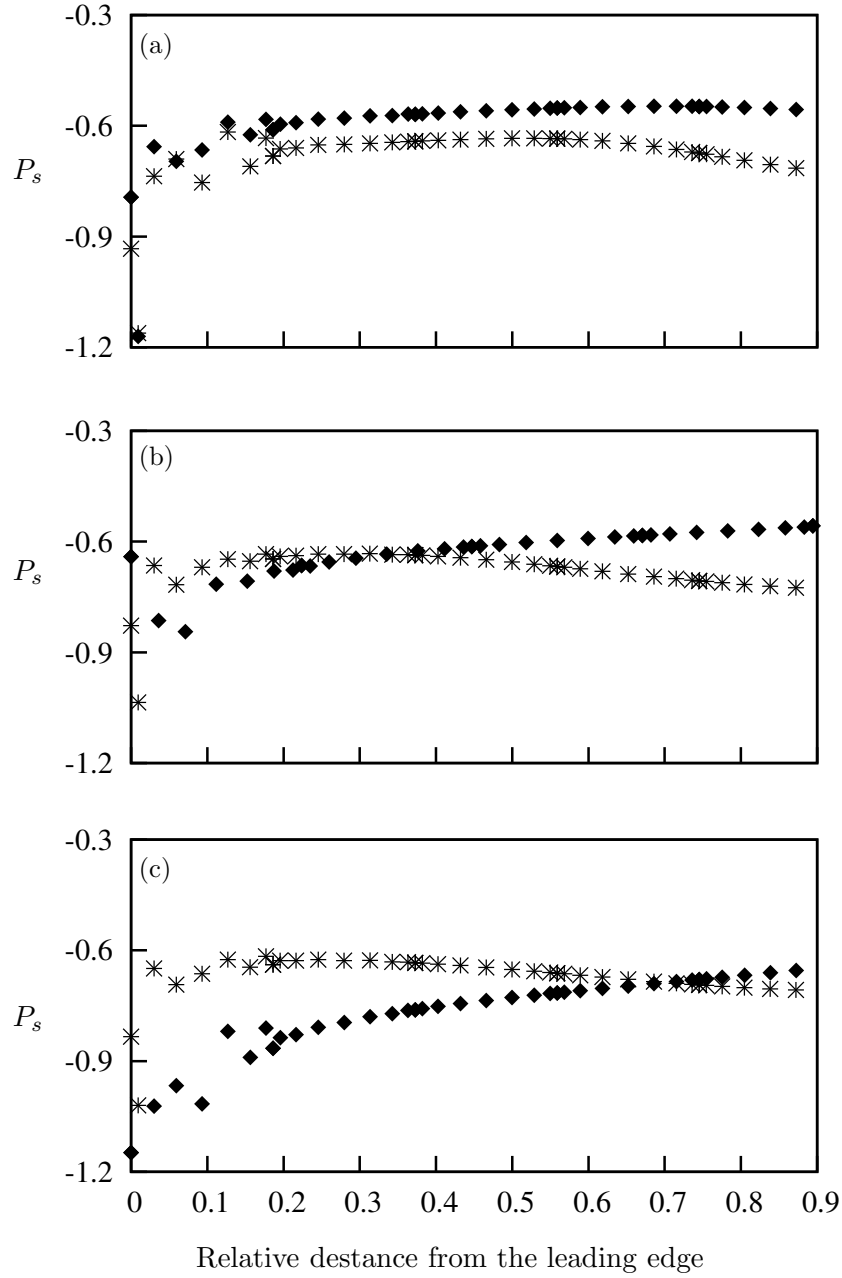 -0.3
(a)
-0.6
P_s
-0.9
-1.2
-0.3
(b)
-0.6
P_s
-0.9
-1.2
-0.3
(c)
-0.6
P_s
-0.9
-1.2
0 0.1 0.2 0.3 0.4 0.5 0.6 0.7 0.8 0.9
Relative destance from the leading edge